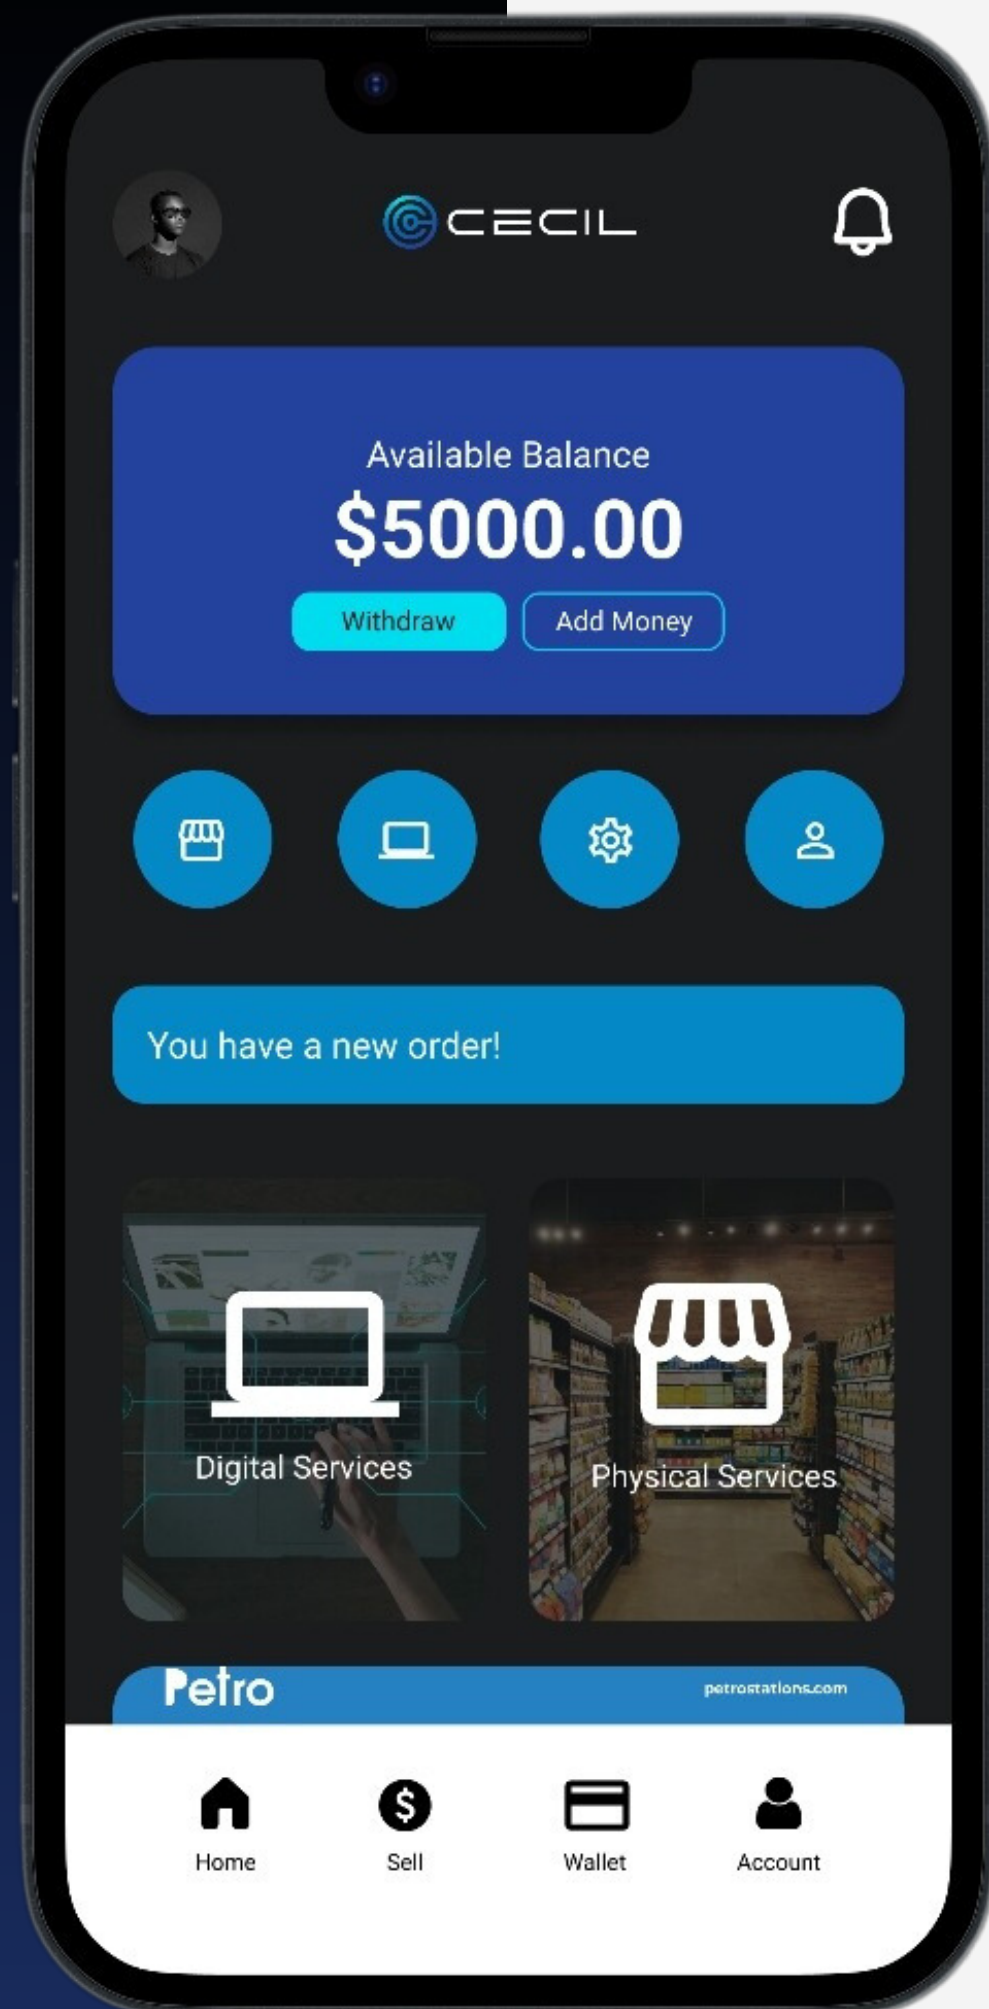 CECIL
Available Balance
$5000.00
Withdraw
Add Money
You have a new order!
Digital Services
Physical Services
Petro
petrostations.com
Home
Sell
Wallet
Account